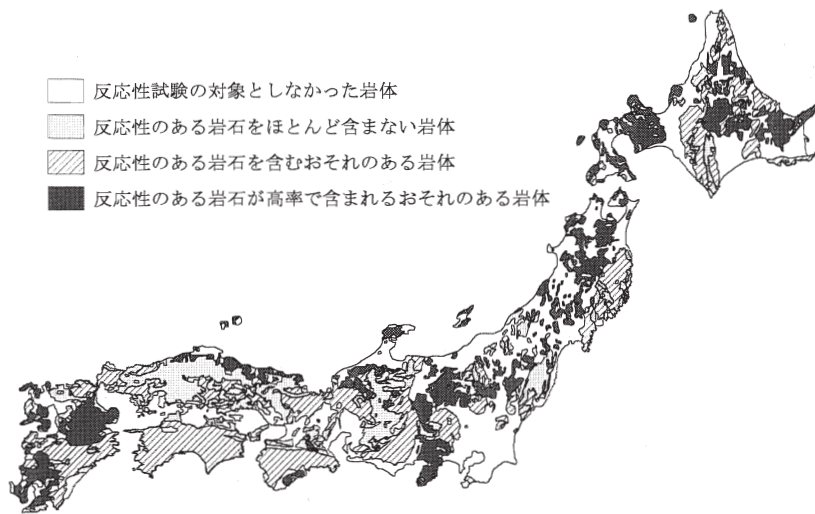 反応性試験の対象としなかった岩体
反応性のある岩石をほとんど含まない岩体
反応性のある岩石を含むおそれのある岩体
反応性のある岩石が高率で含まれるおそれのある岩体